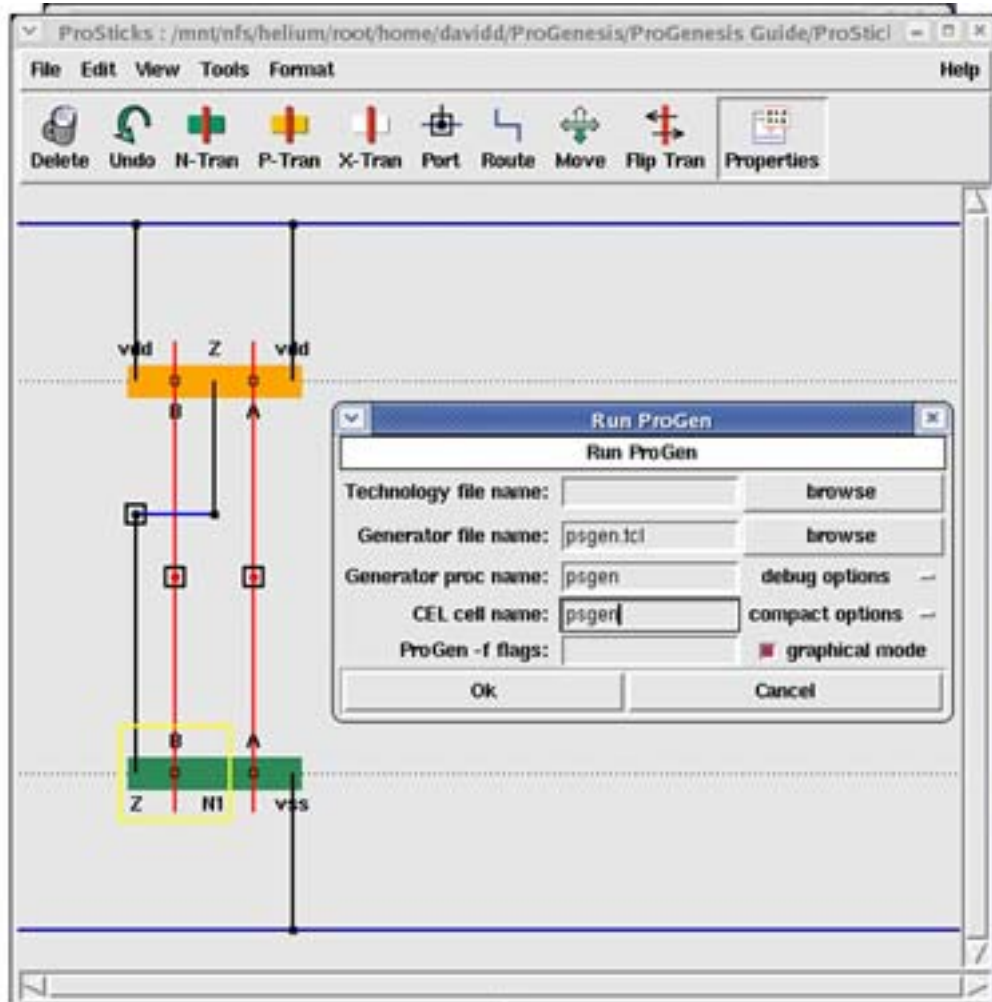 ProSticks : /mnt/nfs/helium/root/home/davidd/ProGenesis/ProGenesis Guide/ProSticl
File Edit View Tools Format Help
Delete Undo N-Tran P-Tran X-Tran Port Route Move Flip Tran Properties
vdd Z vdd
B A
Run ProGen
Run ProGen
Technology file name: browse
Generator file name: psgen.tcl browse
Generator proc name: psgen debug options
CEL cell name: psgen compact options
ProGen -f flags: graphical mode
Ok Cancel
B A
Z N1 vss